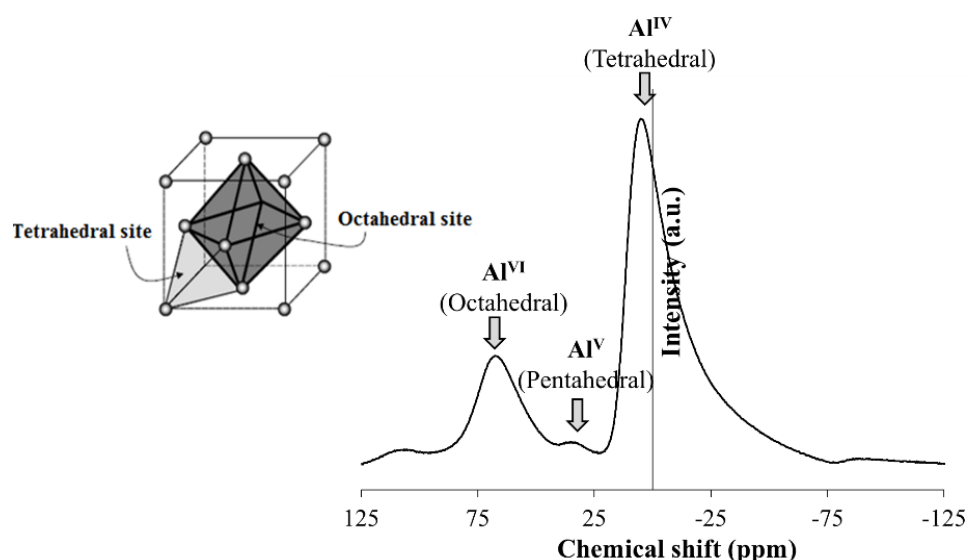 Al^IV
(Tetrahedral)
Tetrahedral site
Octahedral site
Al^VI
(Octahedral)
Al^V
(Pentahedral)
Intensity (a.u.)
125 75 25 -25 -75 -125
Chemical shift (ppm)